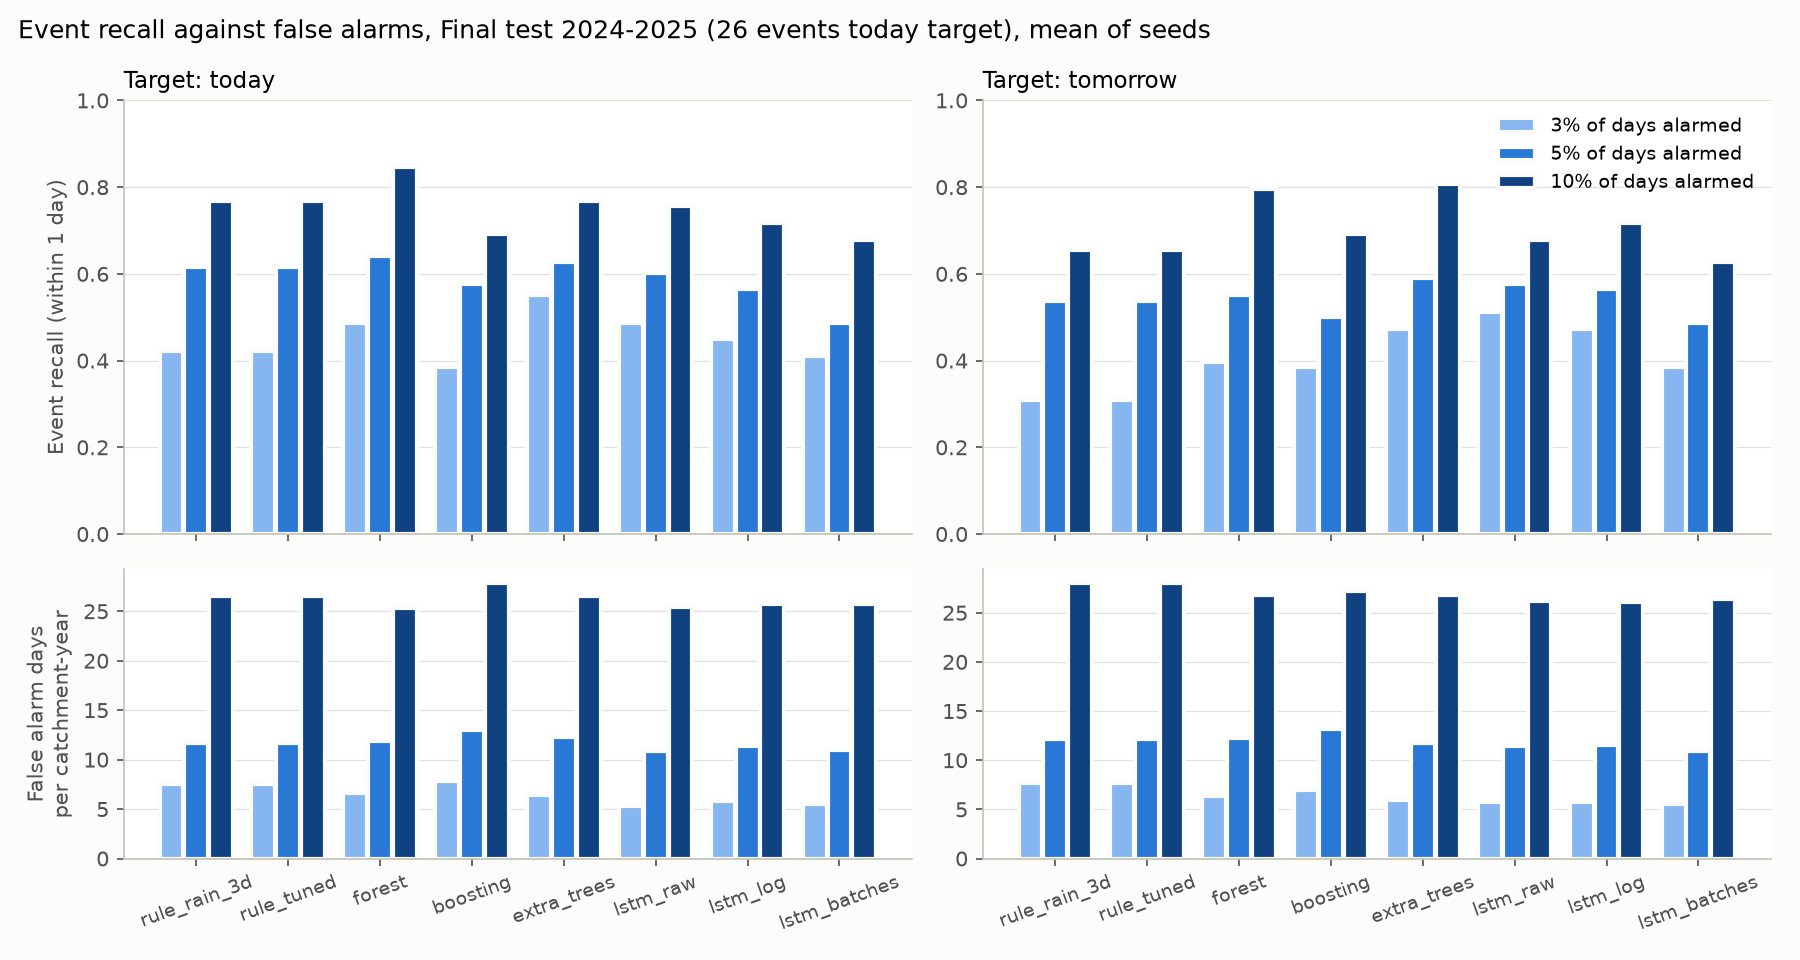 Event recall against false alarms, Final test 2024-2025 (26 events today target), mean of seeds
Target: today
Event recall (within 1 day)
1.0
0.8
0.6
0.4
0.2
0.0
Target: tomorrow
1.0
0.8
0.6
0.4
0.2
0.0
3% of days alarmed
5% of days alarmed
10% of days alarmed
False alarm days
per catchment-year
25
20
15
10
5
0
rule_rain_3d
rule_tuned
forest
boosting
extra_trees
lstm_raw
lstm_log
lstm_batches
25
20
15
10
5
0
rule_rain_3d
rule_tuned
forest
boosting
extra_trees
lstm_raw
lstm_log
lstm_batches